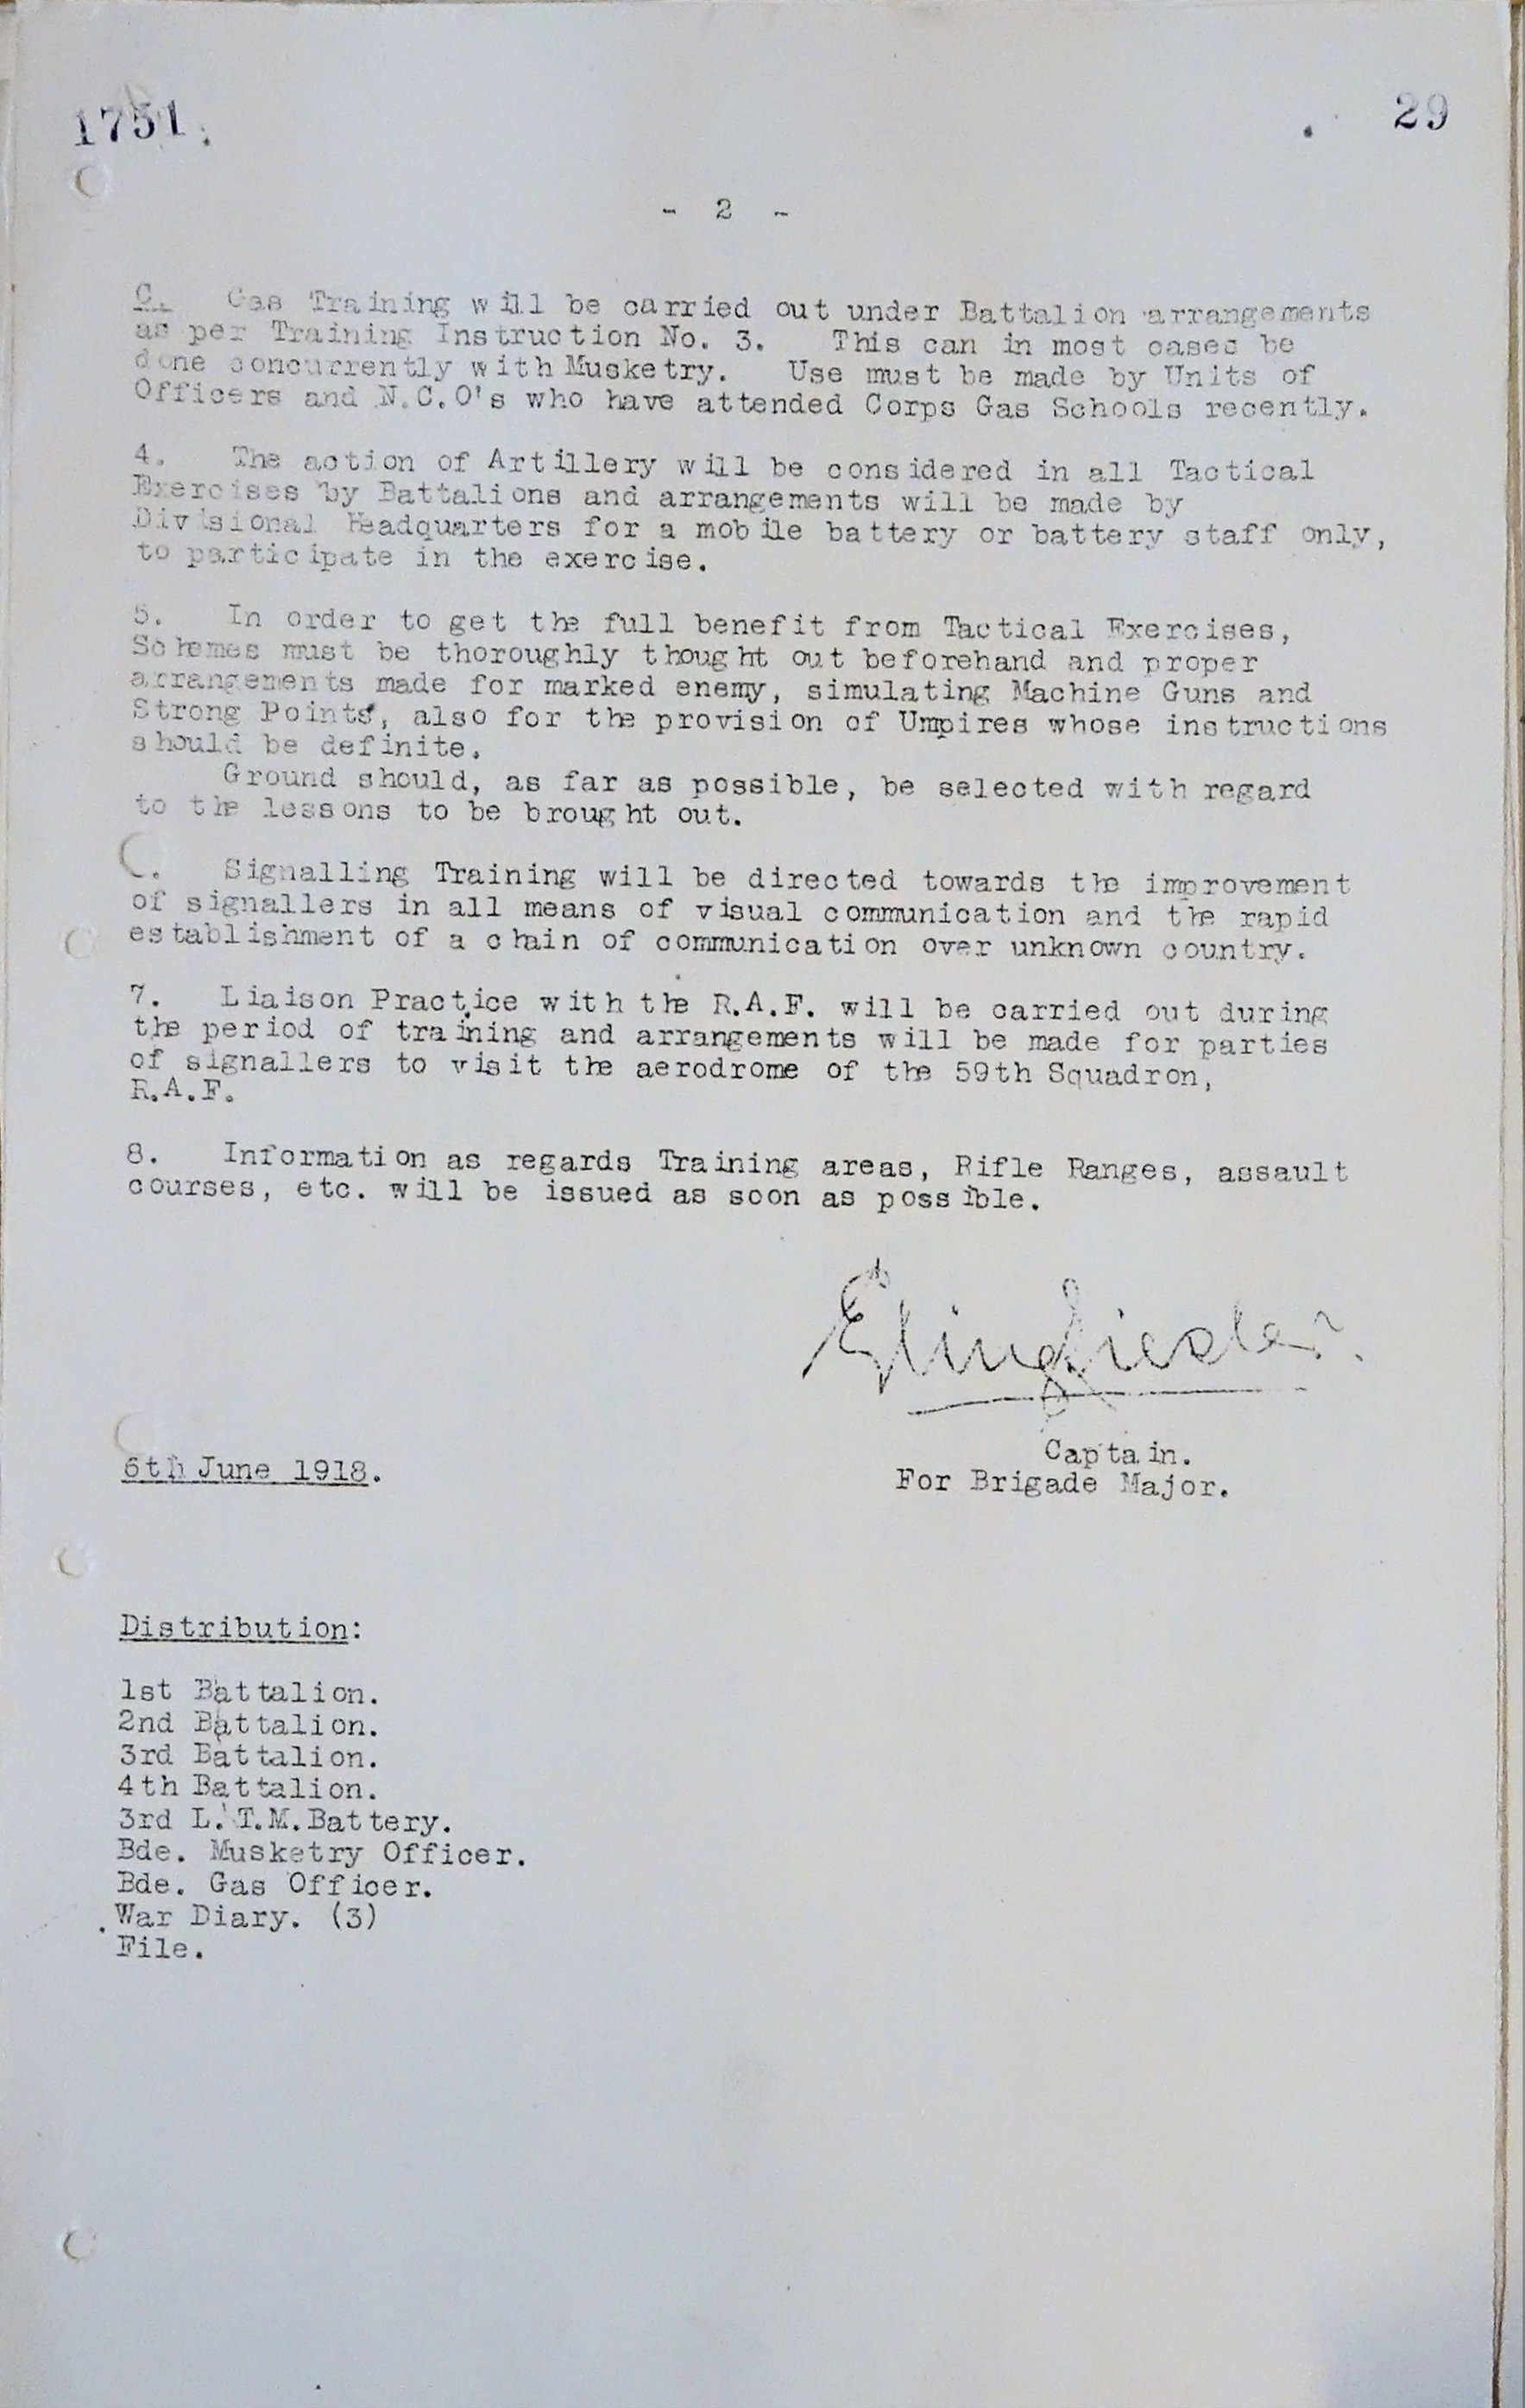 1751.
29
- 2 -
C. Gas Training will be carried out under Battalion arrangements
as per Training Instruction No. 3. This can in most cases be
done concurrently with Musketry. Use must be made by Units of
Officers and N.C.O's who have attended Corps Gas Schools recently.
4. The action of Artillery will be considered in all Tactical
Exercises by Battalions and arrangements will be made by
Divisional Headquarters for a mobile battery or battery staff only,
to participate in the exercise.
5. In order to get the full benefit from Tactical Exercises,
Schemes must be thoroughly thought out beforehand and proper
arrangements made for marked enemy, simulating Machine Guns and
Strong Points, also for the provision of Umpires whose instructions
should be definite.
Ground should, as far as possible, be selected with regard
to the lessons to be brought out.
Signalling Training will be directed towards the improvement
of signallers in all means of visual communication and the rapid
establishment of a chain of communication over unknown country.
7. Liaison Practice with the R.A.F. will be carried out during
the period of training and arrangements will be made for parties
of signallers to visit the aerodrome of the 59th Squadron,
R.A.F.
8. Information as regards Training areas, Rifle Ranges, assault
courses, etc. will be issued as soon as possible.
Captain.
6th June 1918.
For Brigade Major.
Distribution:
1st Battalion.
2nd Battalion.
3rd Battalion.
4th Battalion.
3rd L.T.M.Battery.
Bde. Musketry Officer.
Bde. Gas Officer.
War Diary. (3)
File.